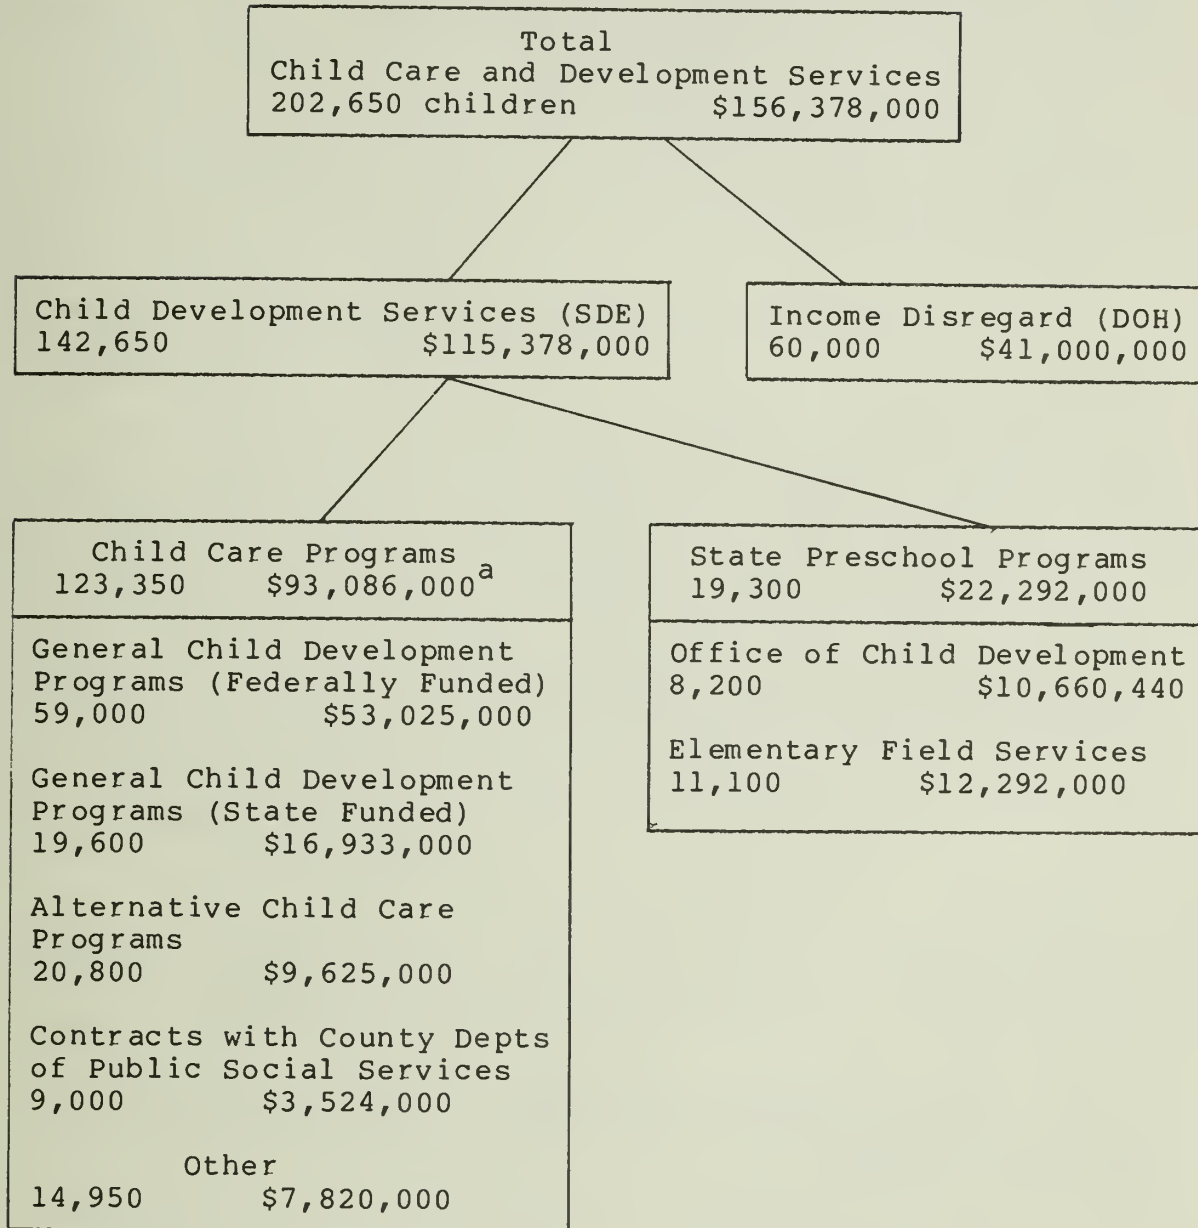 Total
Child Care and Development Services
202,650 children $156,378,000
Child Development Services (SDE)
142,650 $115,378,000
Income Disregard (DOH)
60,000 $41,000,000
Child Care Programs
123,350 $93,086,000a
General Child Development
Programs (Federally Funded)
59,000 $53,025,000
General Child Development
Programs (State Funded)
19,600 $16,933,000
Alternative Child Care
Programs
20,800 $9,625,000
Contracts with County Depts
of Public Social Services
9,000 $3,524,000
Other
14,950 $7,820,000
State Preschool Programs
19,300 $22,292,000
Office of Child Development
8,200 $10,660,440
Elementary Field Services
11,100 $12,292,000